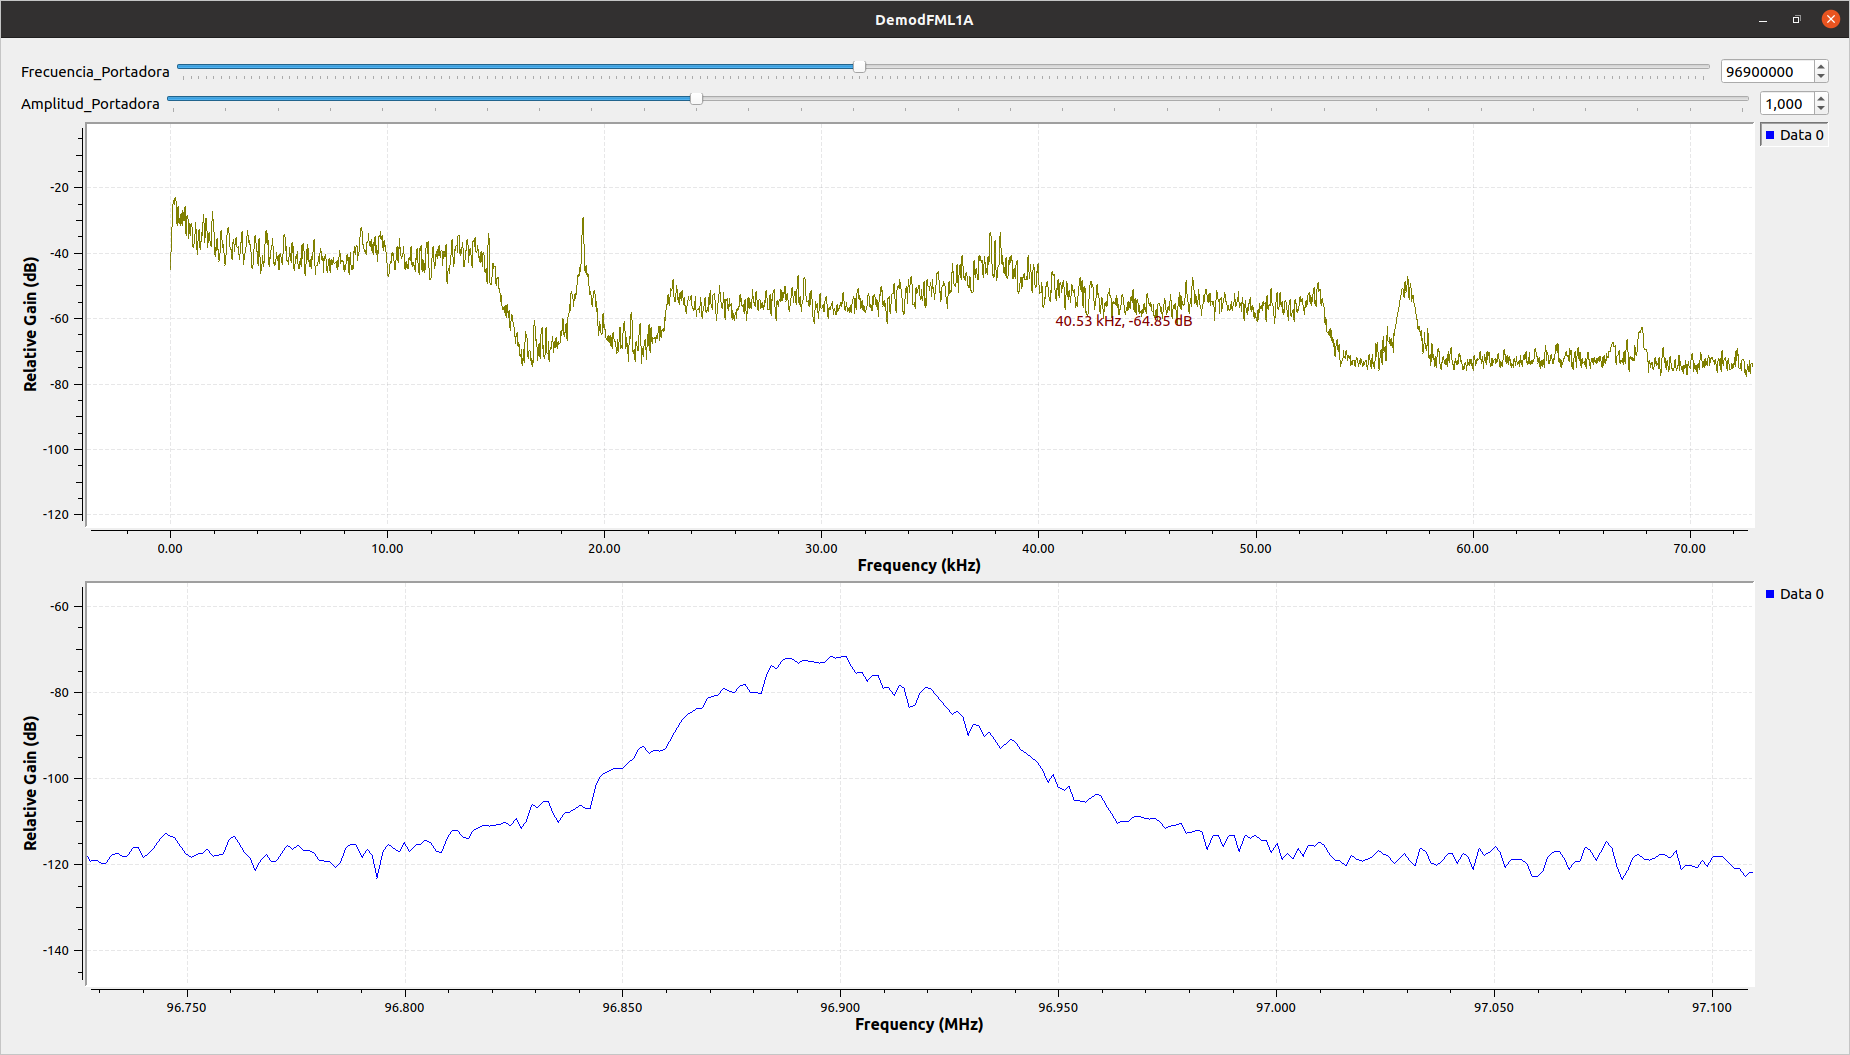 DemodFML1A
Frecuencia_Portadora 96900000
Amplitud_Portadora 1,000
Data 0
Relative Gain (dB)
-20
-40
-60
-80
-100
-120
40.53 kHz, -64.85 dB
0.00 10.00 20.00 30.00 40.00 50.00 60.00 70.00
Frequency (kHz)
Data 0
Relative Gain (dB)
-60
-80
-100
-120
-140
96.750 96.800 96.850 96.900 96.950 97.000 97.050 97.100
Frequency (MHz)